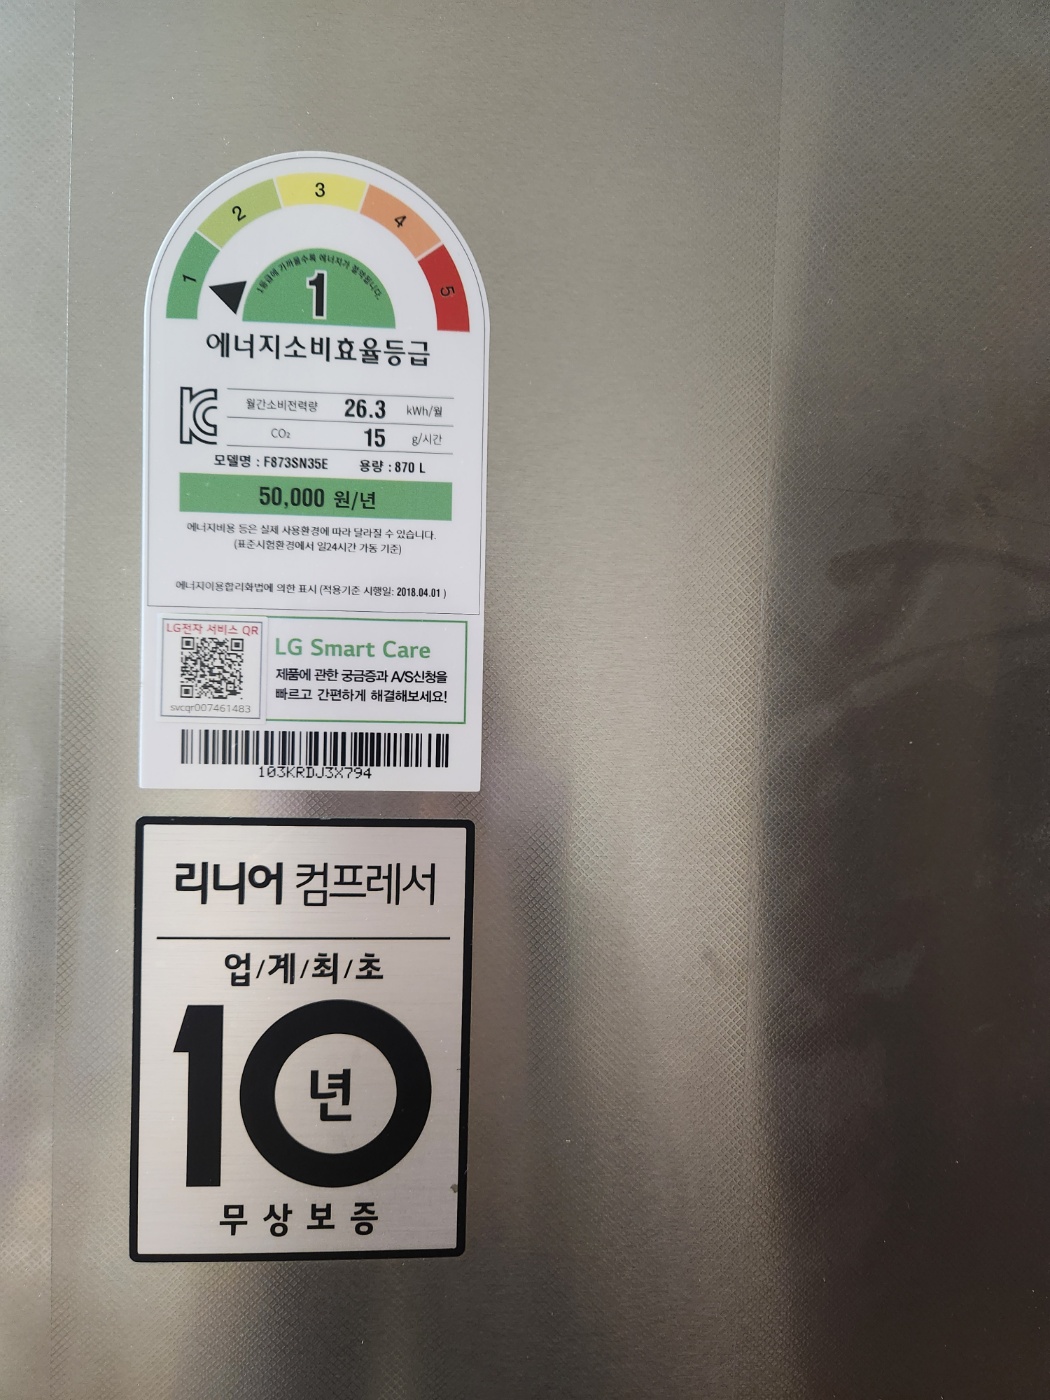 1
2
3
4
5
1등급에 가까울수록 에너지가 절약됩니다.
1
에너지소비효율등급
월간소비전력량 26.3 kWh/월
CO₂ 15 g/시간
모델명 : F873SN35E 용량 : 870 L
50,000 원/년
에너지비용 등은 실제 사용환경에 따라 달라질 수 있습니다.
(표준시험환경에서 일24시간 가동 기준)
에너지이용합리화법에 의한 표시 (적용기준 시행일: 2018.04.01 )
LG전자 서비스 QR
svcqr007461483
LG Smart Care
제품에 관한 궁금증과 A/S신청을
빠르고 간편하게 해결해보세요!
103KRDJ3X794
리니어 컴프레서
업/계/최/초
10년
무상보증